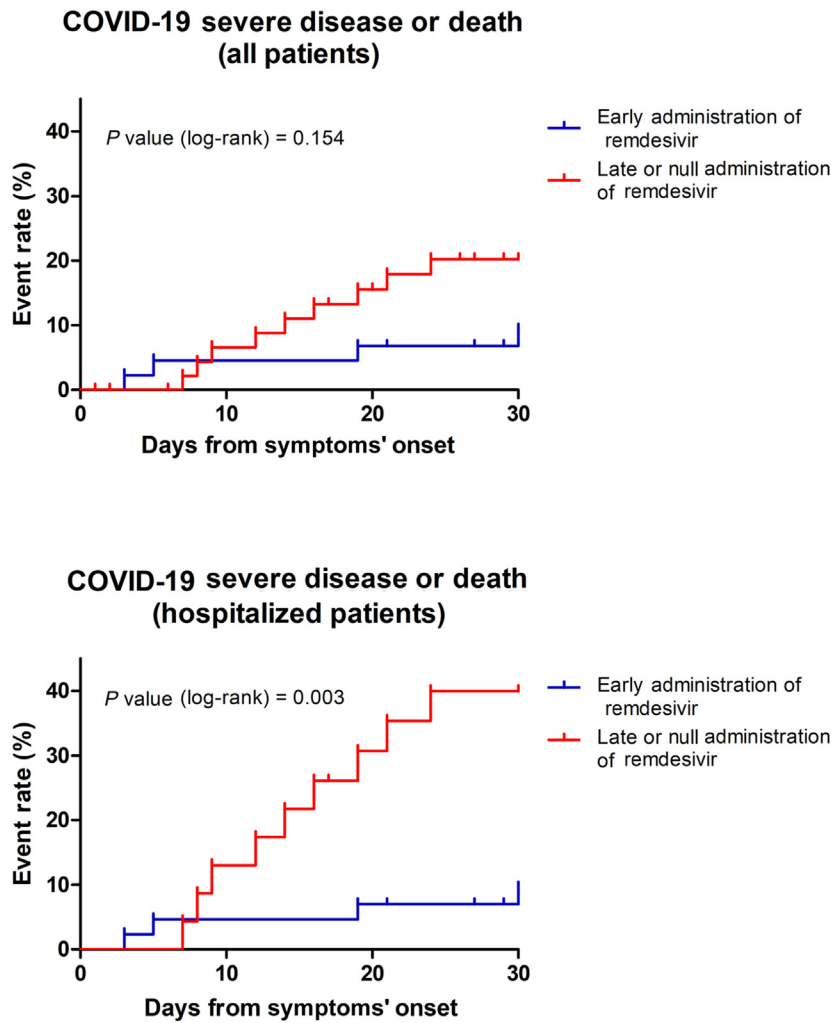 COVID-19 severe disease or death
(all patients)
P value (log-rank) = 0.154
Early administration of
remdesivir
Late or null administration
of remdesivir
Event rate (%)
40
30
20
10
0
0 10 20 30
Days from symptoms' onset
COVID-19 severe disease or death
(hospitalized patients)
P value (log-rank) = 0.003
Early administration of
remdesivir
Late or null administration
of remdesivir
Event rate (%)
40
30
20
10
0
0 10 20 30
Days from symptoms' onset